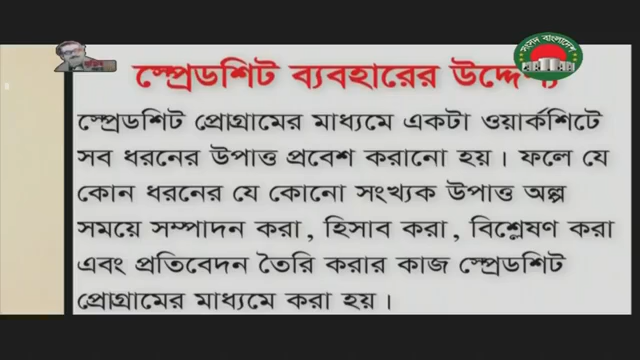 সংসদ বাংলাদেশ
স্প্রেডশিট ব্যবহারের উদ্দেশ্য
স্প্রেডশিট প্রোগ্রামের মাধ্যমে একটা ওয়ার্কশিটে
সব ধরনের উপাত্ত প্রবেশ করানো হয়। ফলে যে
কোন ধরনের যে কোনো সংখ্যক উপাত্ত অল্প
সময়ে সম্পাদন করা, হিসাব করা, বিশ্লেষণ করা
এবং প্রতিবেদন তৈরি করার কাজ স্প্রেডশিট
প্রোগ্রামের মাধ্যমে করা হয়।